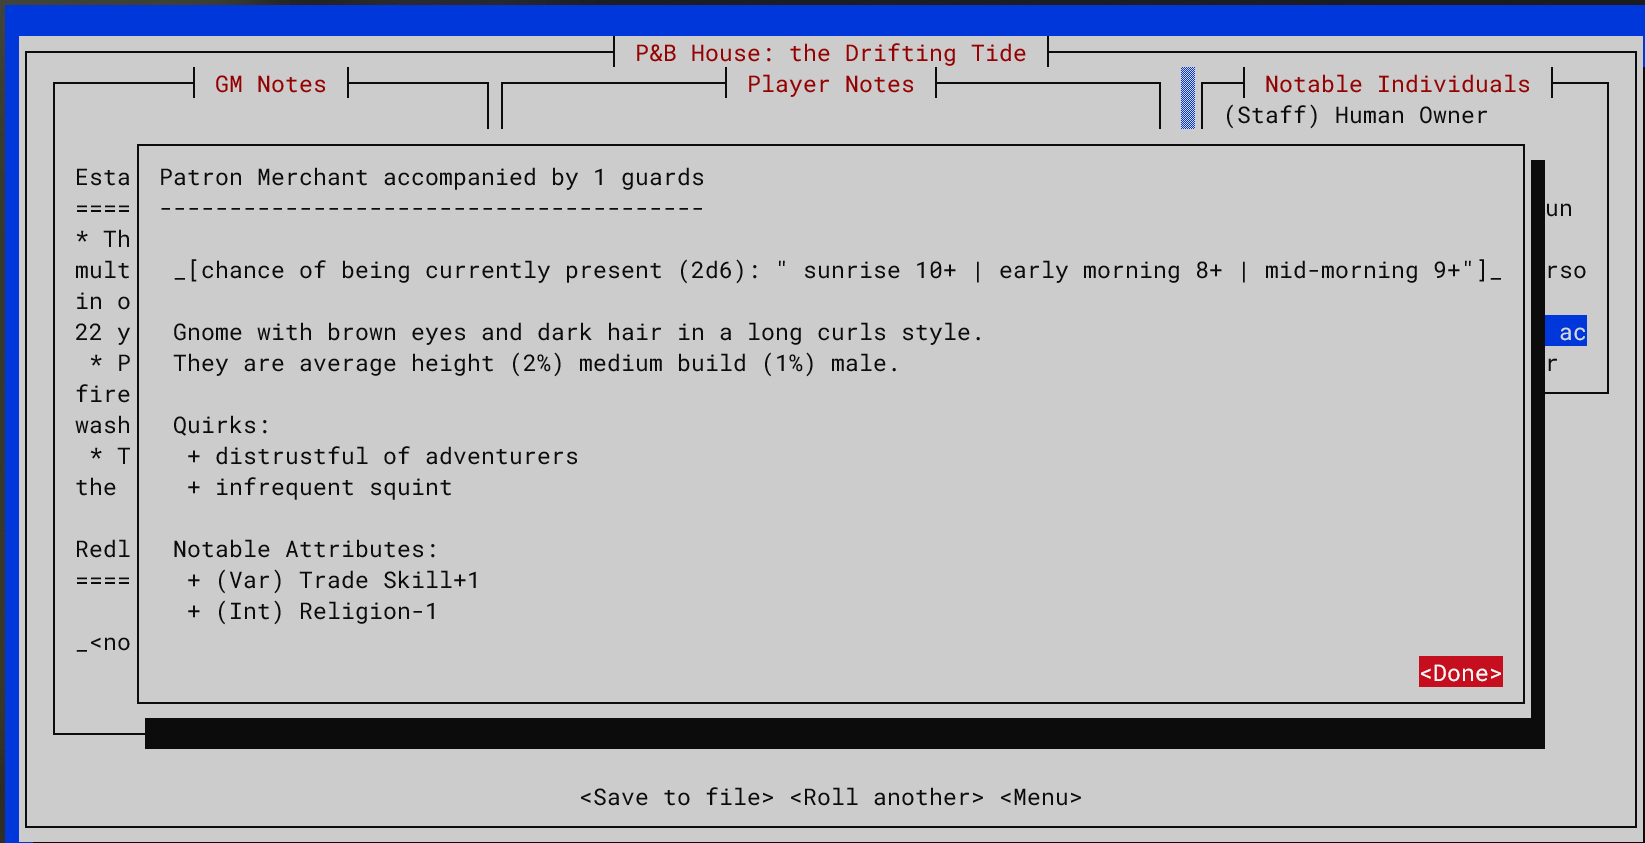 P&B House: the Drifting Tide
GM Notes
Player Notes
Notable Individuals
(Staff) Human Owner
Patron Merchant accompanied by 1 guards
---------------------------------------
_[chance of being currently present (2d6): " sunrise 10+ | early morning 8+ | mid-morning 9+"]_
Gnome with brown eyes and dark hair in a long curls style.
They are average height (2%) medium build (1%) male.
Quirks:
+ distrustful of adventurers
+ infrequent squint
Notable Attributes:
+ (Var) Trade Skill+1
+ (Int) Religion-1
<Done>
Esta
====
* Th
mult
in o
22 y
* P
fire
wash
* T
the
Redl
====
_<no
un
rso
ac
r
<Save to file> <Roll another> <Menu>